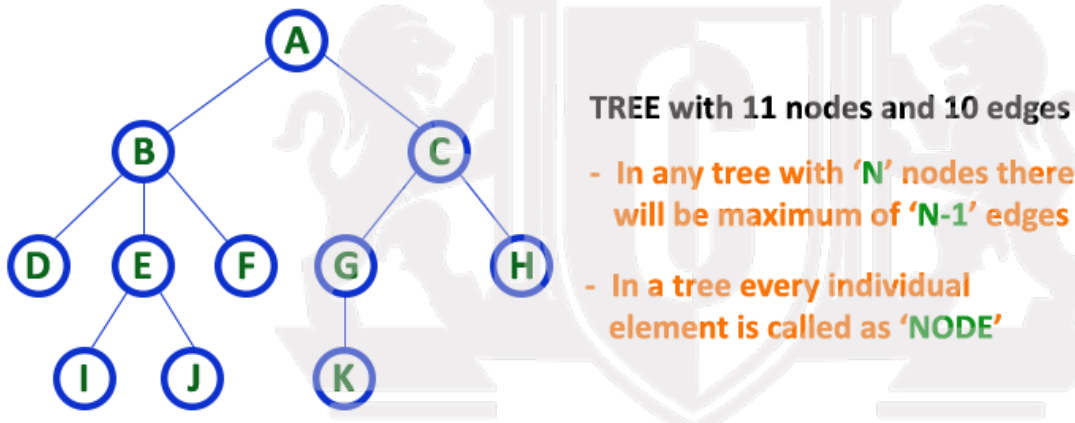 A
B
C
D
E
F
G
H
I
J
K
TREE with 11 nodes and 10 edges
- In any tree with ‘N’ nodes there
will be maximum of ‘N-1’ edges
- In a tree every individual
element is called as ‘NODE’